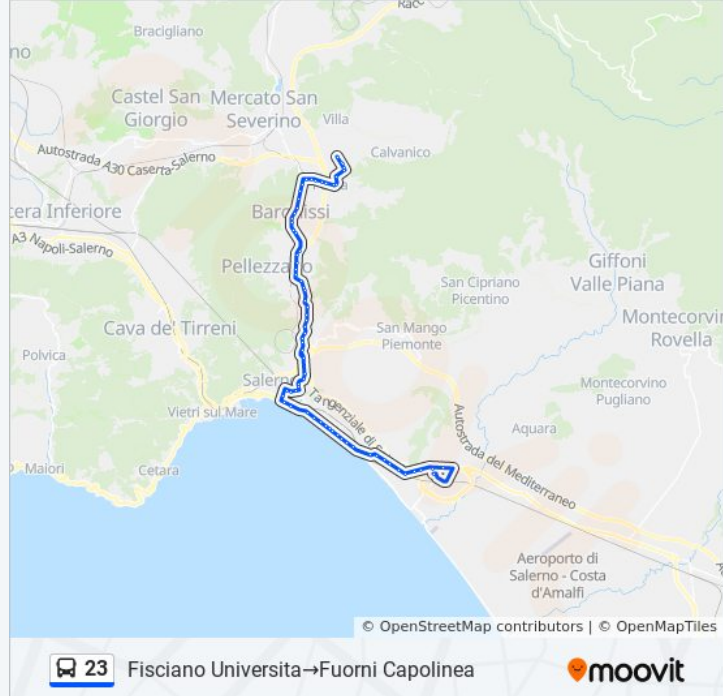 Bracigliano
Castel San
Giorgio
Mercato San
Severino
Villa
Calvanico
Autostrada A30 Caserta-Salerno
cera Inferiore
A3 Napoli-Salerno
Pellezzano
San Cipriano
Picentino
Giffoni
Valle Piana
Cava de' Tirreni
San Mango
Piemonte
Montecorvin
Rovella
Polvica
Salerno
Vietri sul Mare
Tangenziale di S
Montecorvino
Pugliano
Autostrada del Mediterraneo
Aquara
Maiori
Cetara
Aeroporto di
Salerno - Costa
d'Amalfi
© OpenStreetMap contributors | © OpenMapTiles
23 Fisciano Universita→Fuorni Capolinea
moovit